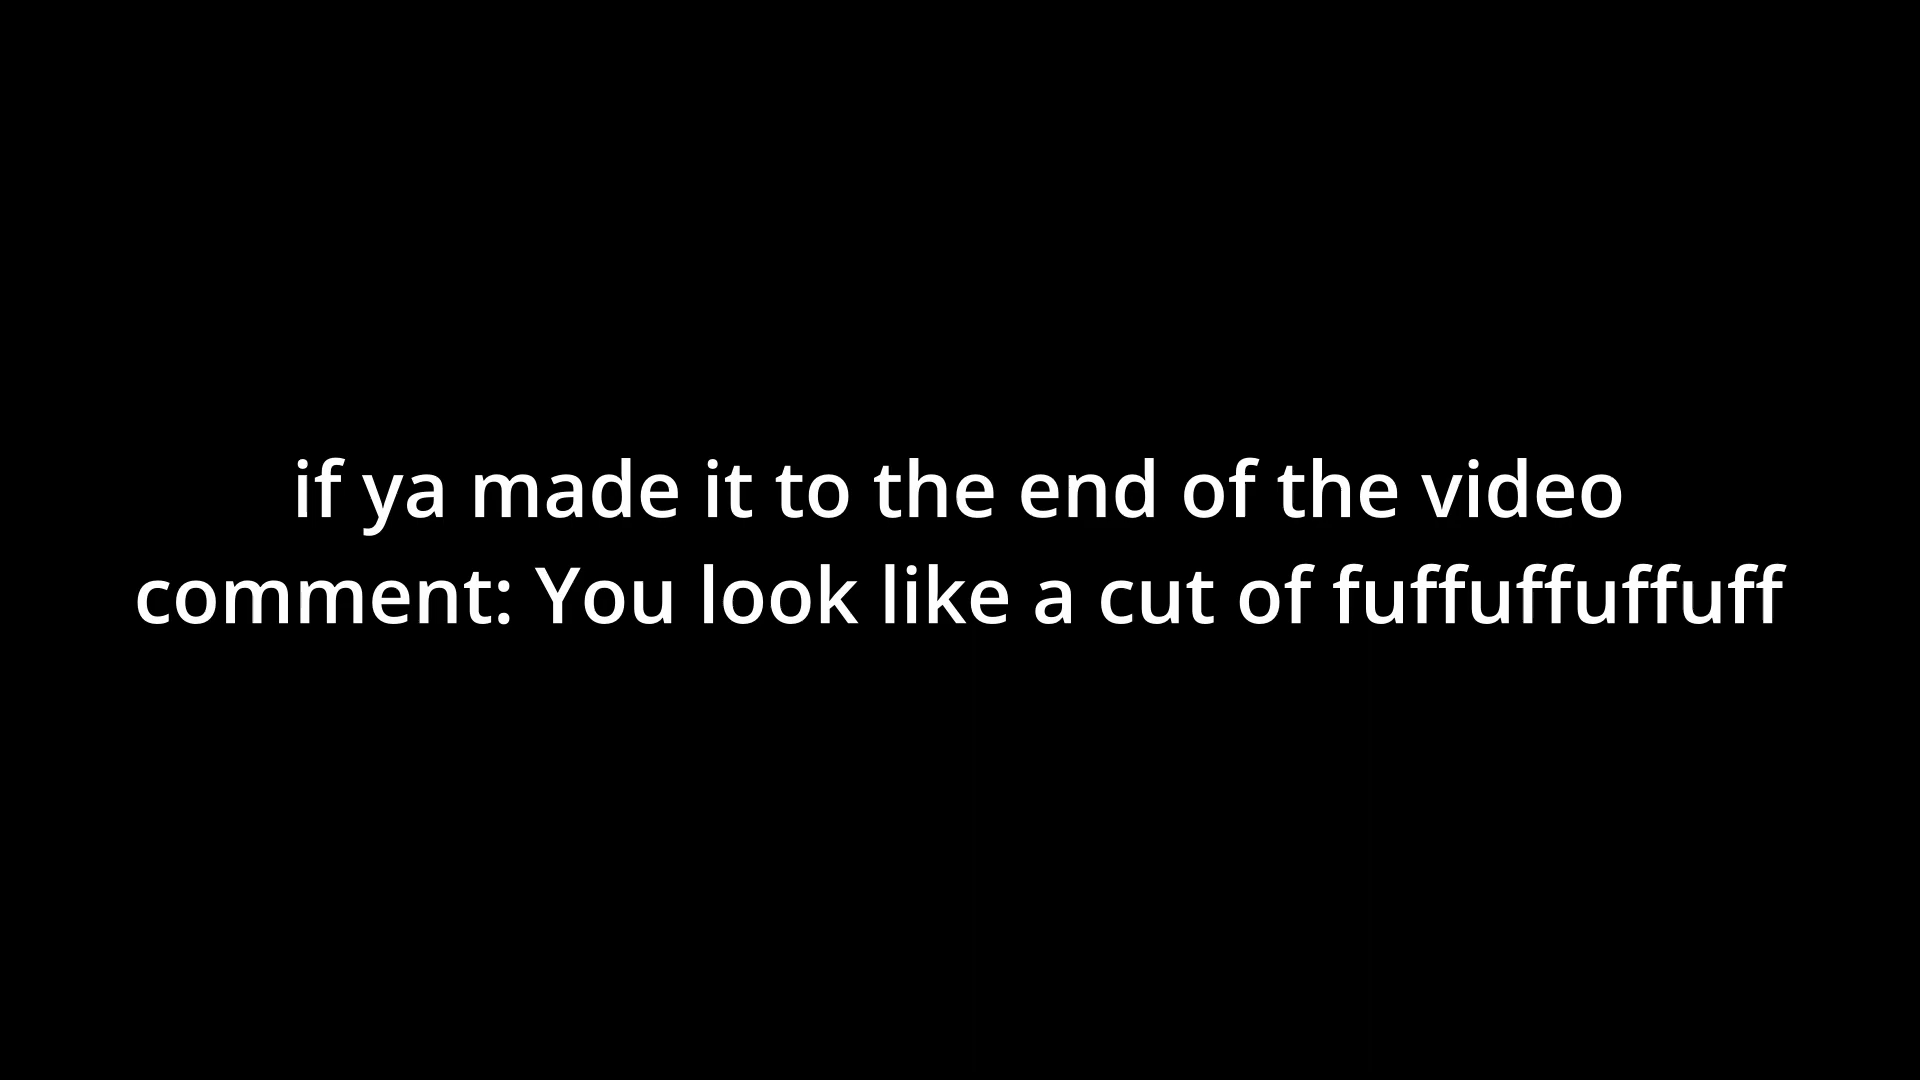 if ya made it to the end of the video
comment: You look like a cut of fuffuffuffuff